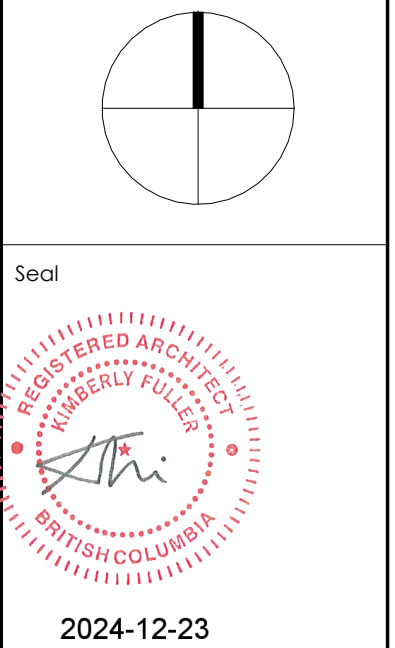 Seal
REGISTERED ARCHITECT
KIMBERLY FULLER
BRITISH COLUMBIA
2024-12-23